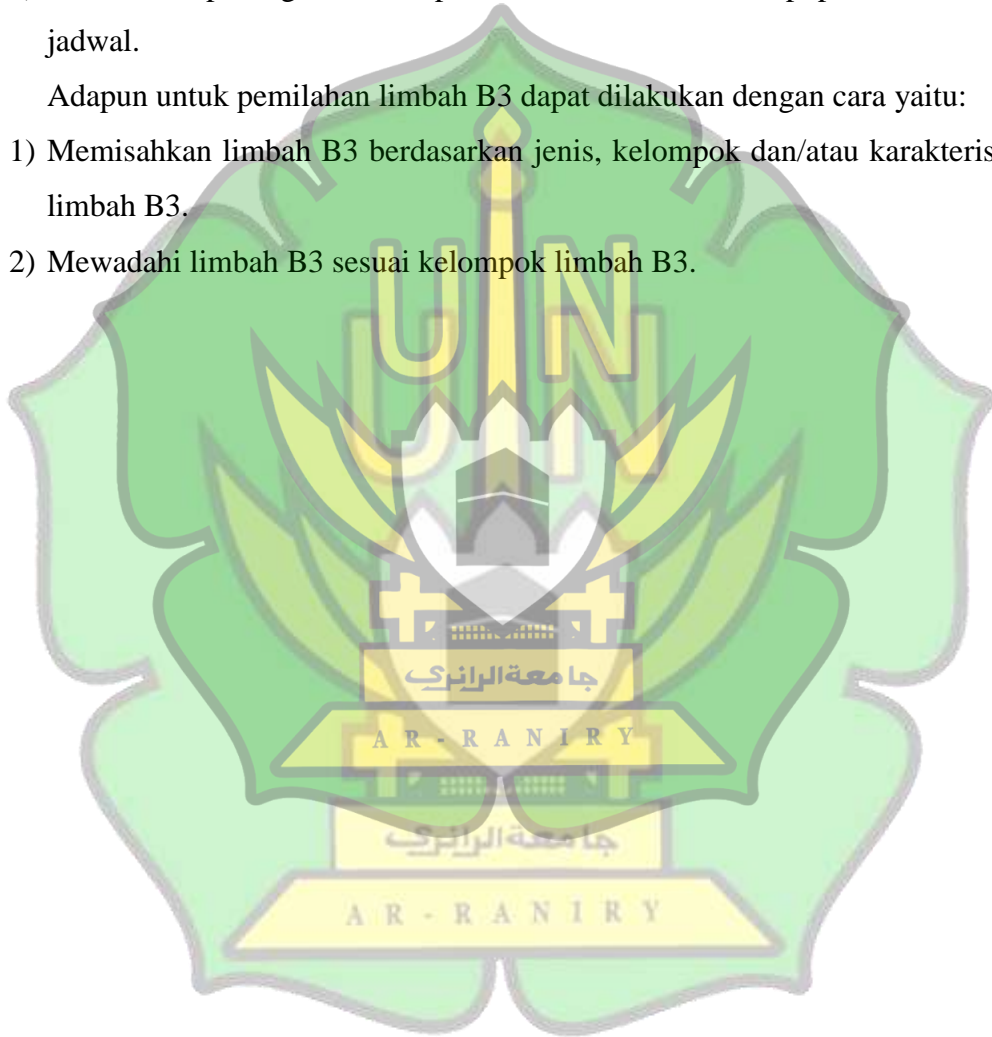 jadwal.
Adapun untuk pemilahan limbah B3 dapat dilakukan dengan cara yaitu:
1) Memisahkan limbah B3 berdasarkan jenis, kelompok dan/atau karakteris
limbah B3.
2) Mewadahi limbah B3 sesuai kelompok limbah B3.
U N
U N
جامعة الرانري
A R - R A N I R Y
جامعة الرانري
A R - R A N I R Y